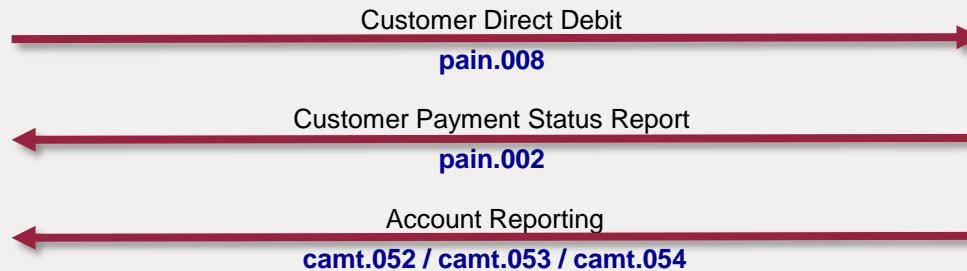 Customer Direct Debit
pain.008
Customer Payment Status Report
pain.002
Account Reporting
camt.052 / camt.053 / camt.054